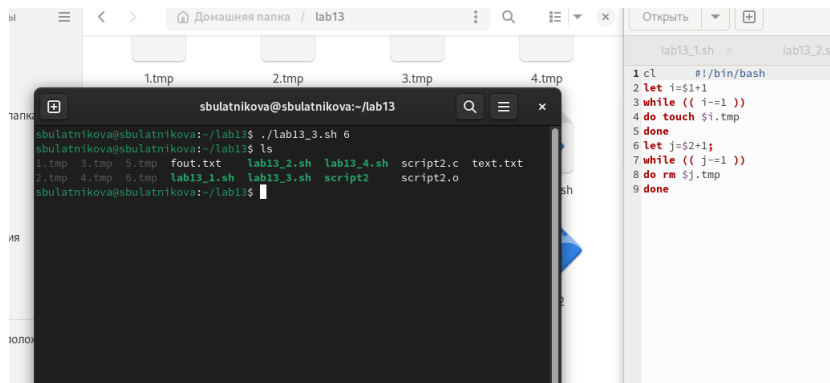 ы
Домашняя папка / lab13
Открыть
lab13_1.sh × lab13_2.s
1.tmp 2.tmp 3.tmp 4.tmp
sbulatnikova@sbulatnikova:~/lab13
sbulatnikova@sbulatnikova:~/lab13$ ./lab13_3.sh 6
sbulatnikova@sbulatnikova:~/lab13$ ls
1.tmp 3.tmp 5.tmp fout.txt lab13_2.sh lab13_4.sh script2.c text.txt
2.tmp 4.tmp 6.tmp lab13_1.sh lab13_3.sh script2 script2.o
sbulatnikova@sbulatnikova:~/lab13$
sh
ия
2
1 cl #!/bin/bash
2 let i=$1+1
3 while (( i-=1 ))
4 do touch $i.tmp
5 done
6 let j=$2+1;
7 while (( j-=1 ))
8 do rm $j.tmp
9 done